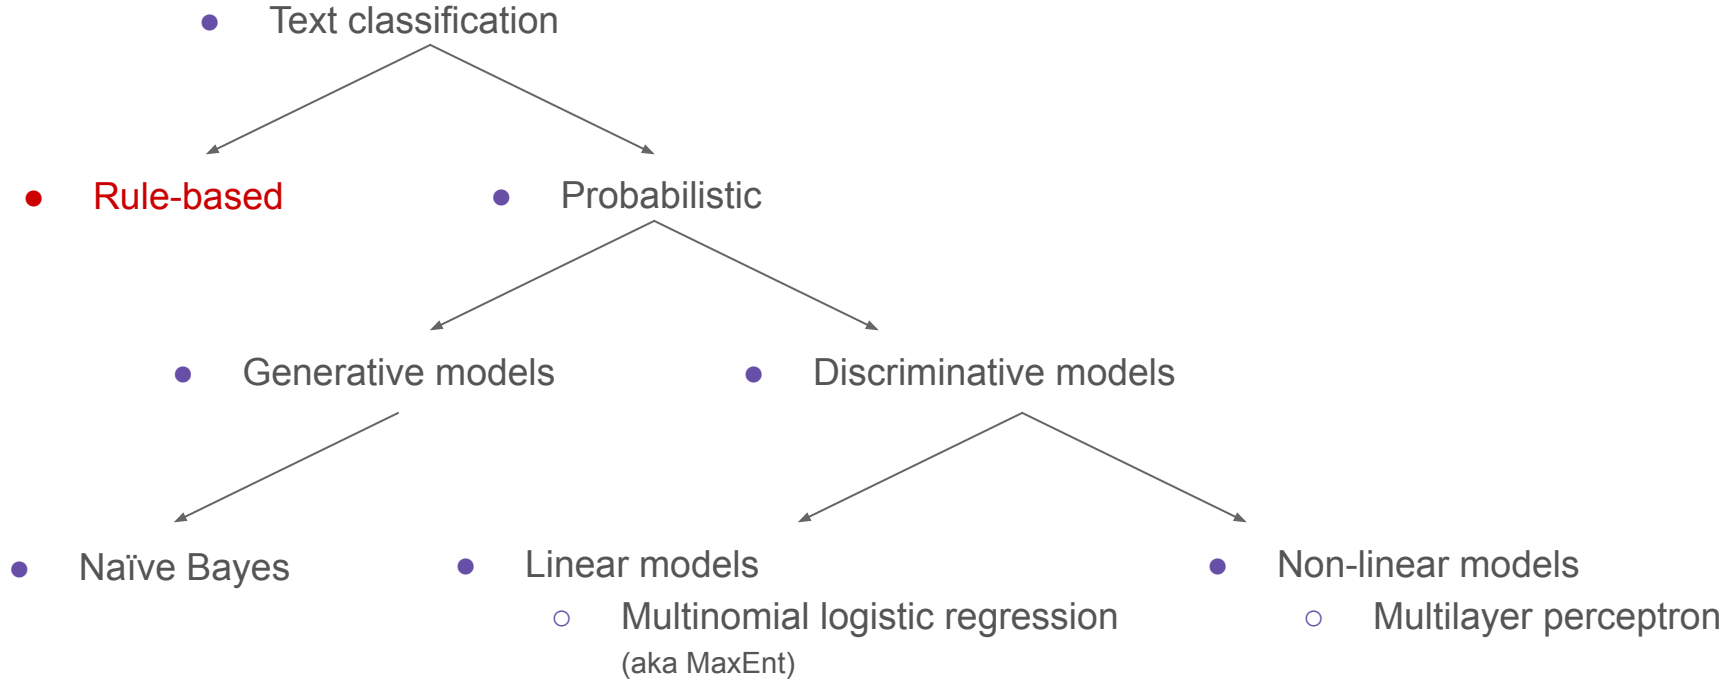 Text classification
Rule-based
Probabilistic
Generative models
Discriminative models
Naïve Bayes
Linear models
Multinomial logistic regression
(aka MaxEnt)
Non-linear models
Multilayer perceptron